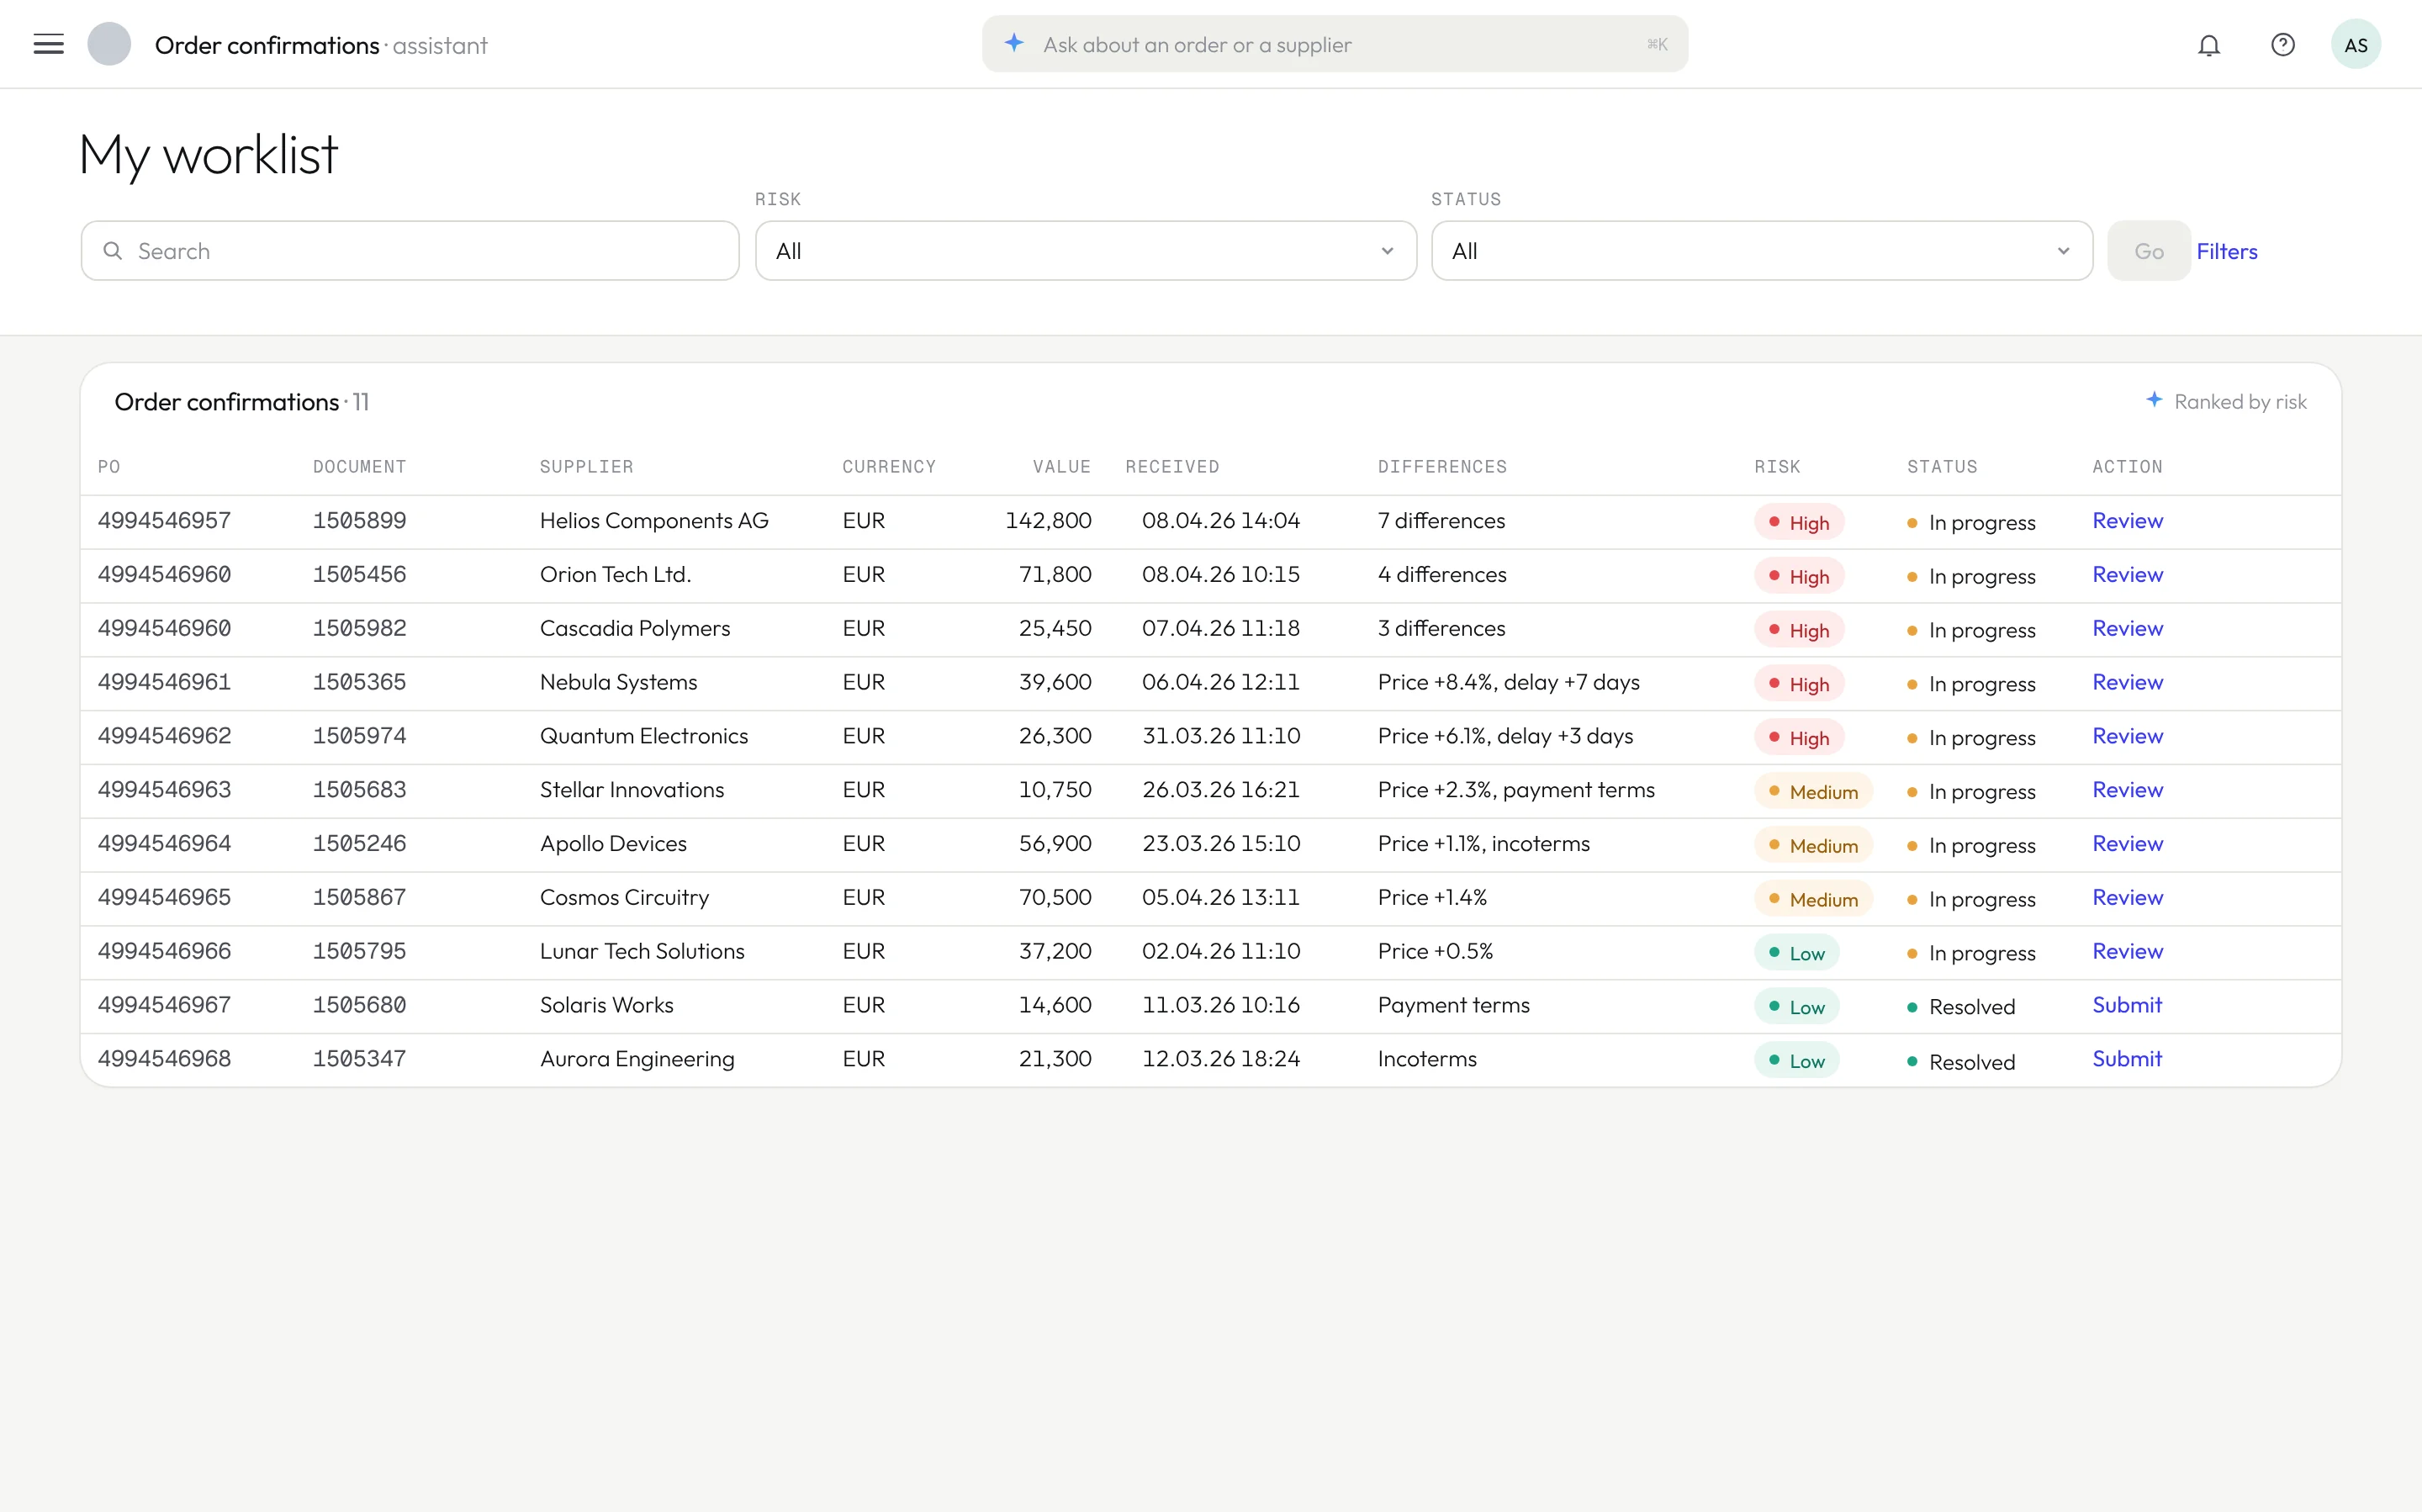 Order confirmations · assistant
Ask about an order or a supplier ⌘K
AS
My worklist
RISK STATUS
Search All All Go Filters
Order confirmations · 11 Ranked by risk
PO DOCUMENT SUPPLIER CURRENCY VALUE RECEIVED DIFFERENCES RISK STATUS ACTION
4994546957 1505899 Helios Components AG EUR 142,800 08.04.26 14:04 7 differences High In progress Review
4994546960 1505456 Orion Tech Ltd. EUR 71,800 08.04.26 10:15 4 differences High In progress Review
4994546960 1505982 Cascadia Polymers EUR 25,450 07.04.26 11:18 3 differences High In progress Review
4994546961 1505365 Nebula Systems EUR 39,600 06.04.26 12:11 Price +8.4%, delay +7 days High In progress Review
4994546962 1505974 Quantum Electronics EUR 26,300 31.03.26 11:10 Price +6.1%, delay +3 days High In progress Review
4994546963 1505683 Stellar Innovations EUR 10,750 26.03.26 16:21 Price +2.3%, payment terms Medium In progress Review
4994546964 1505246 Apollo Devices EUR 56,900 23.03.26 15:10 Price +1.1%, incoterms Medium In progress Review
4994546965 1505867 Cosmos Circuitry EUR 70,500 05.04.26 13:11 Price +1.4% Medium In progress Review
4994546966 1505795 Lunar Tech Solutions EUR 37,200 02.04.26 11:10 Price +0.5% Low In progress Review
4994546967 1505680 Solaris Works EUR 14,600 11.03.26 10:16 Payment terms Low Resolved Submit
4994546968 1505347 Aurora Engineering EUR 21,300 12.03.26 18:24 Incoterms Low Resolved Submit